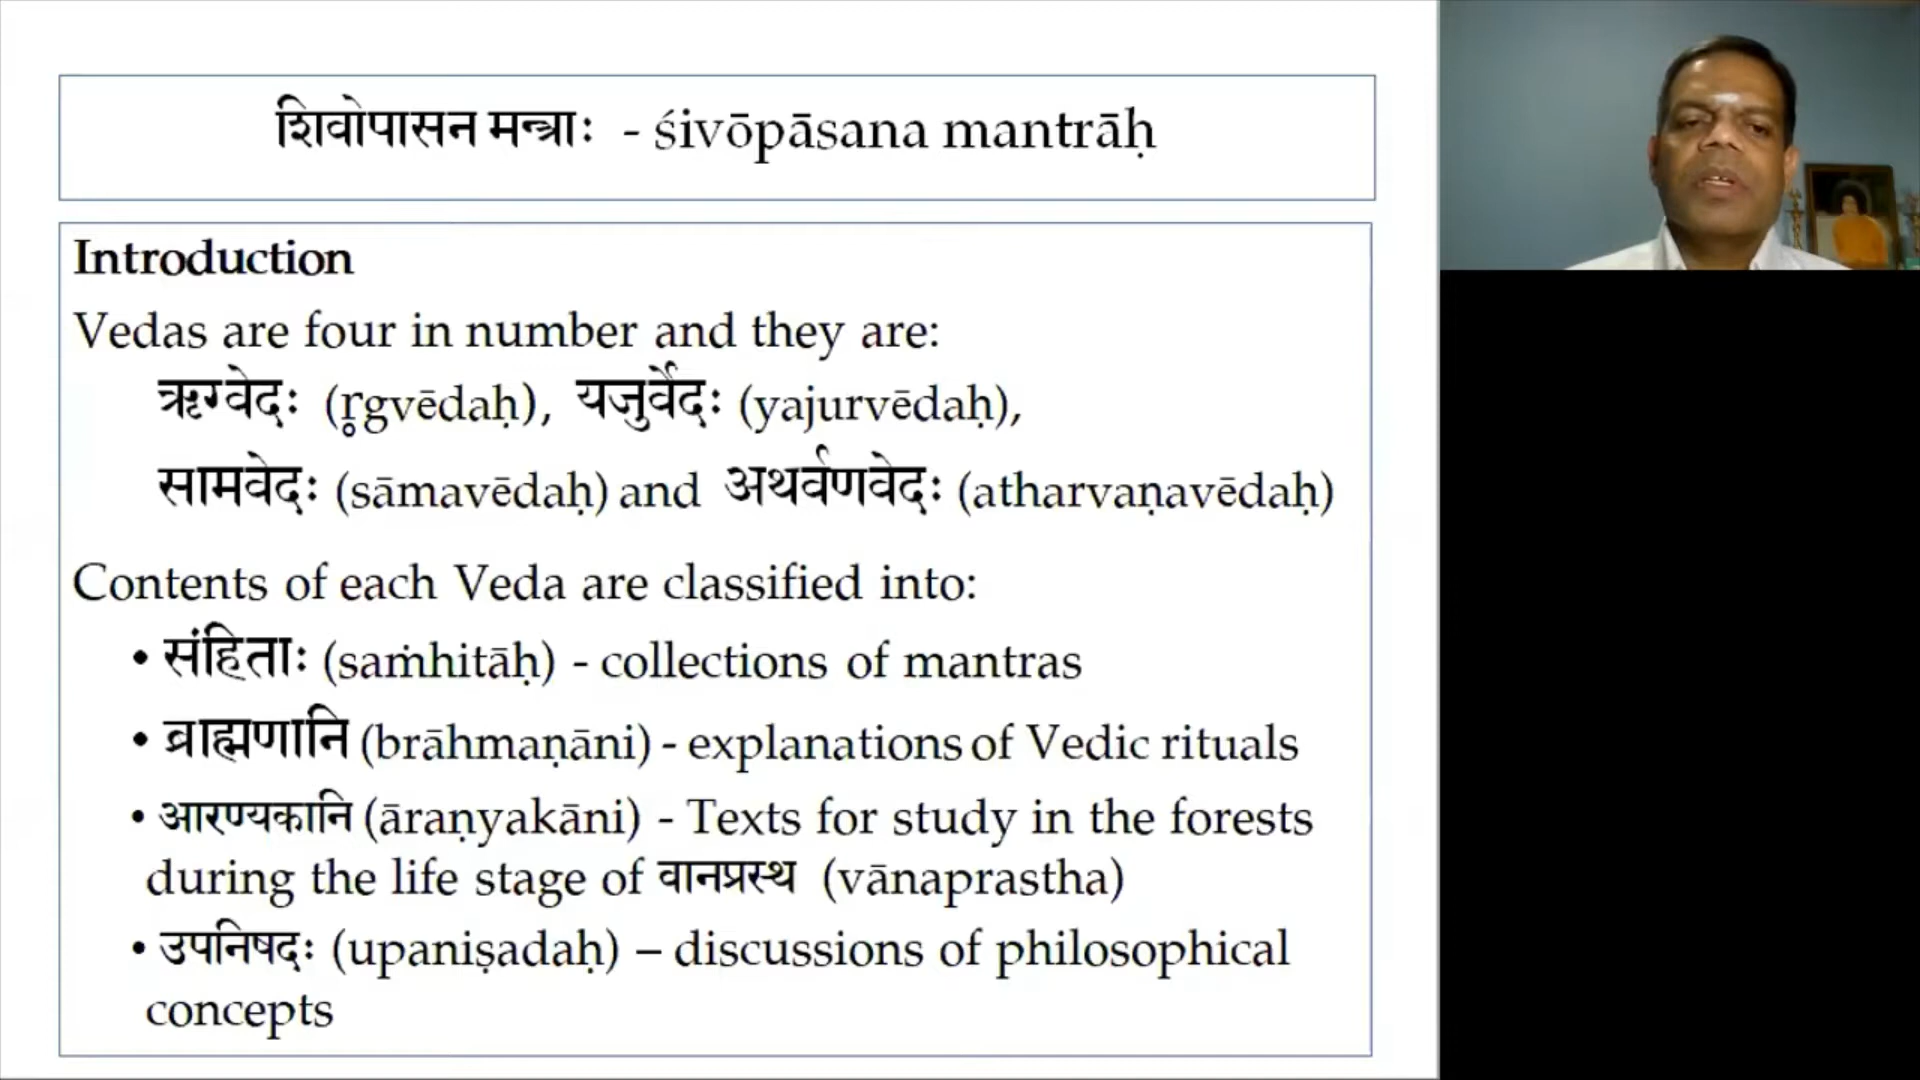 शिवोपासन मन्त्राः - śivōpāsana mantrāḥ
Introduction
Vedas are four in number and they are:
ऋग्वेदः (r̥gvēdaḥ), यजुर्वेदः (yajurvēdaḥ),
सामवेदः (sāmavēdaḥ) and अथर्वणवेदः (atharvaṇavēdaḥ)
Contents of each Veda are classified into:
• संहिताः (saṁhitāḥ) - collections of mantras
• ब्राह्मणानि (brāhmaṇāni) - explanations of Vedic rituals
• आरण्यकानि (āraṇyakāni) - Texts for study in the forests
during the life stage of वानप्रस्थ (vānaprastha)
• उपनिषदः (upaniṣadaḥ) – discussions of philosophical
concepts